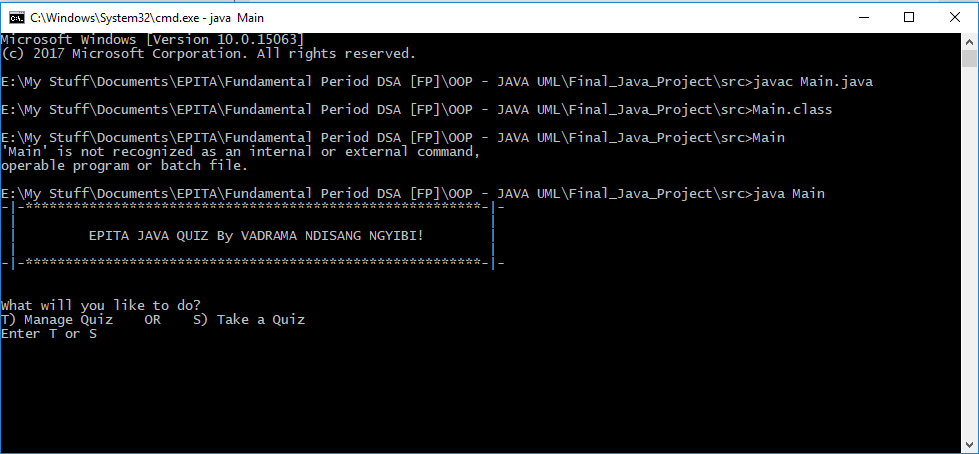 C:\Windows\System32\cmd.exe - java Main
Microsoft Windows [Version 10.0.15063]
(c) 2017 Microsoft Corporation. All rights reserved.
E:\My Stuff\Documents\EPITA\Fundamental Period DSA [FP]\OOP - JAVA UML\Final_Java_Project\src>javac Main.java
E:\My Stuff\Documents\EPITA\Fundamental Period DSA [FP]\OOP - JAVA UML\Final_Java_Project\src>Main.class
E:\My Stuff\Documents\EPITA\Fundamental Period DSA [FP]\OOP - JAVA UML\Final_Java_Project\src>Main
'Main' is not recognized as an internal or external command,
operable program or batch file.
E:\My Stuff\Documents\EPITA\Fundamental Period DSA [FP]\OOP - JAVA UML\Final_Java_Project\src>java Main
-|-*********************************************************-|-
|                                                           |
|         EPITA JAVA QUIZ By VADRAMA NDISANG NGYIBI!        |
|                                                           |
-|-*********************************************************-|-
What will you like to do?
T) Manage Quiz    OR    S) Take a Quiz
Enter T or S